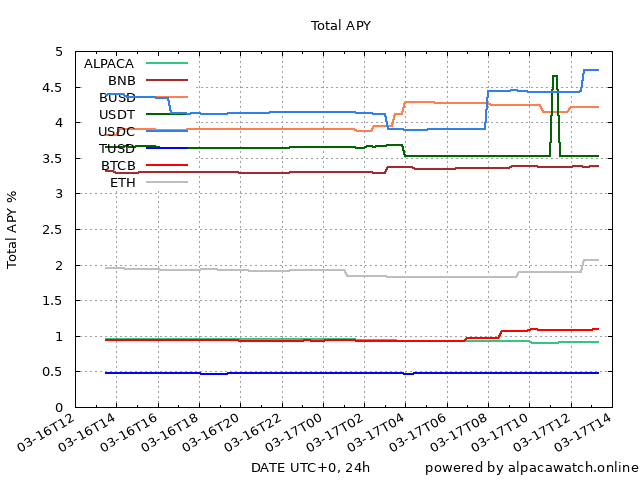 Total APY
Total APY %
5
4.5
4
3.5
3
2.5
2
1.5
1
0.5
0
ALPACA
BNB
BUSD
USDT
USDC
TUSD
BTCB
ETH
03-16T12
03-16T14
03-16T16
03-16T18
03-16T20
03-16T22
03-17T00
03-17T02
03-17T04
03-17T06
03-17T08
03-17T10
03-17T12
03-17T14
DATE UTC+0, 24h
powered by alpacawatch.online